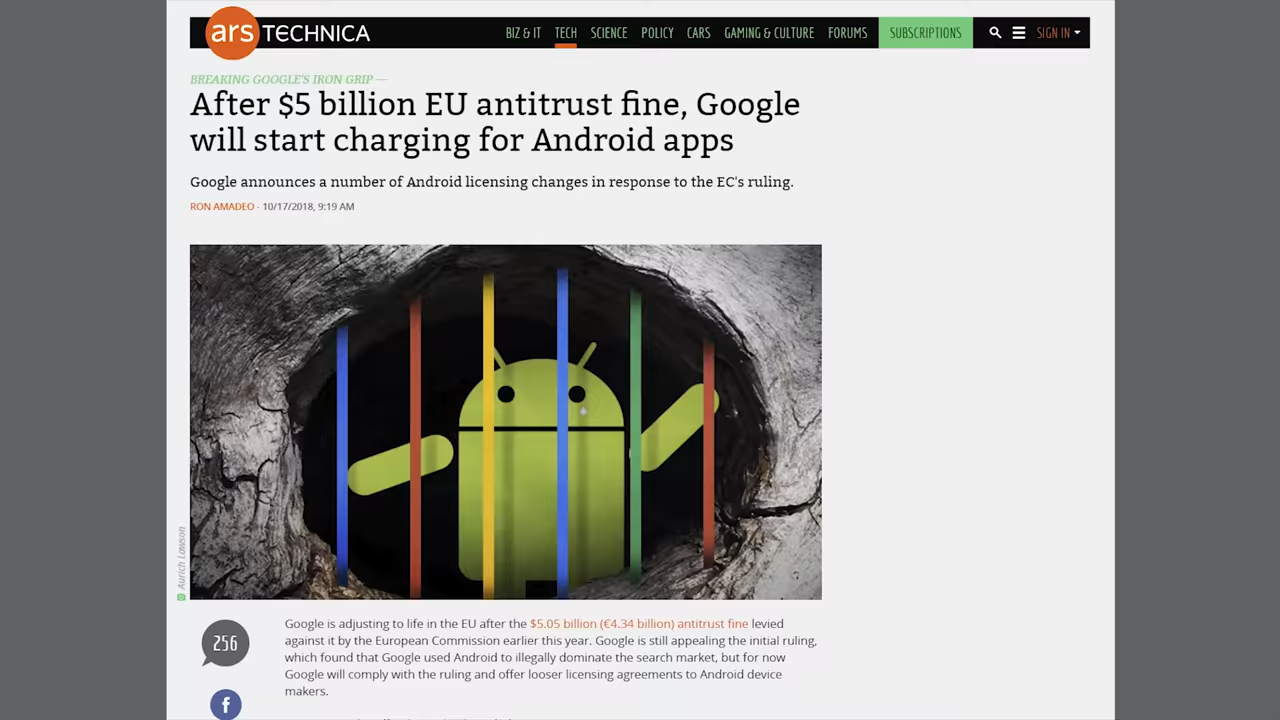 ars TECHNICA
BIZ & IT TECH SCIENCE POLICY CARS GAMING & CULTURE FORUMS SUBSCRIPTIONS SIGN IN
BREAKING GOOGLE'S IRON GRIP —
After $5 billion EU antitrust fine, Google
will start charging for Android apps
Google announces a number of Android licensing changes in response to the EC's ruling.
RON AMADEO - 10/17/2018, 9:19 AM
Aurich Lawson
256
Google is adjusting to life in the EU after the $5.05 billion (€4.34 billion) antitrust fine levied
against it by the European Commission earlier this year. Google is still appealing the initial ruling,
which found that Google used Android to illegally dominate the search market, but for now
Google will comply with the ruling and offer looser licensing agreements to Android device
makers.
f